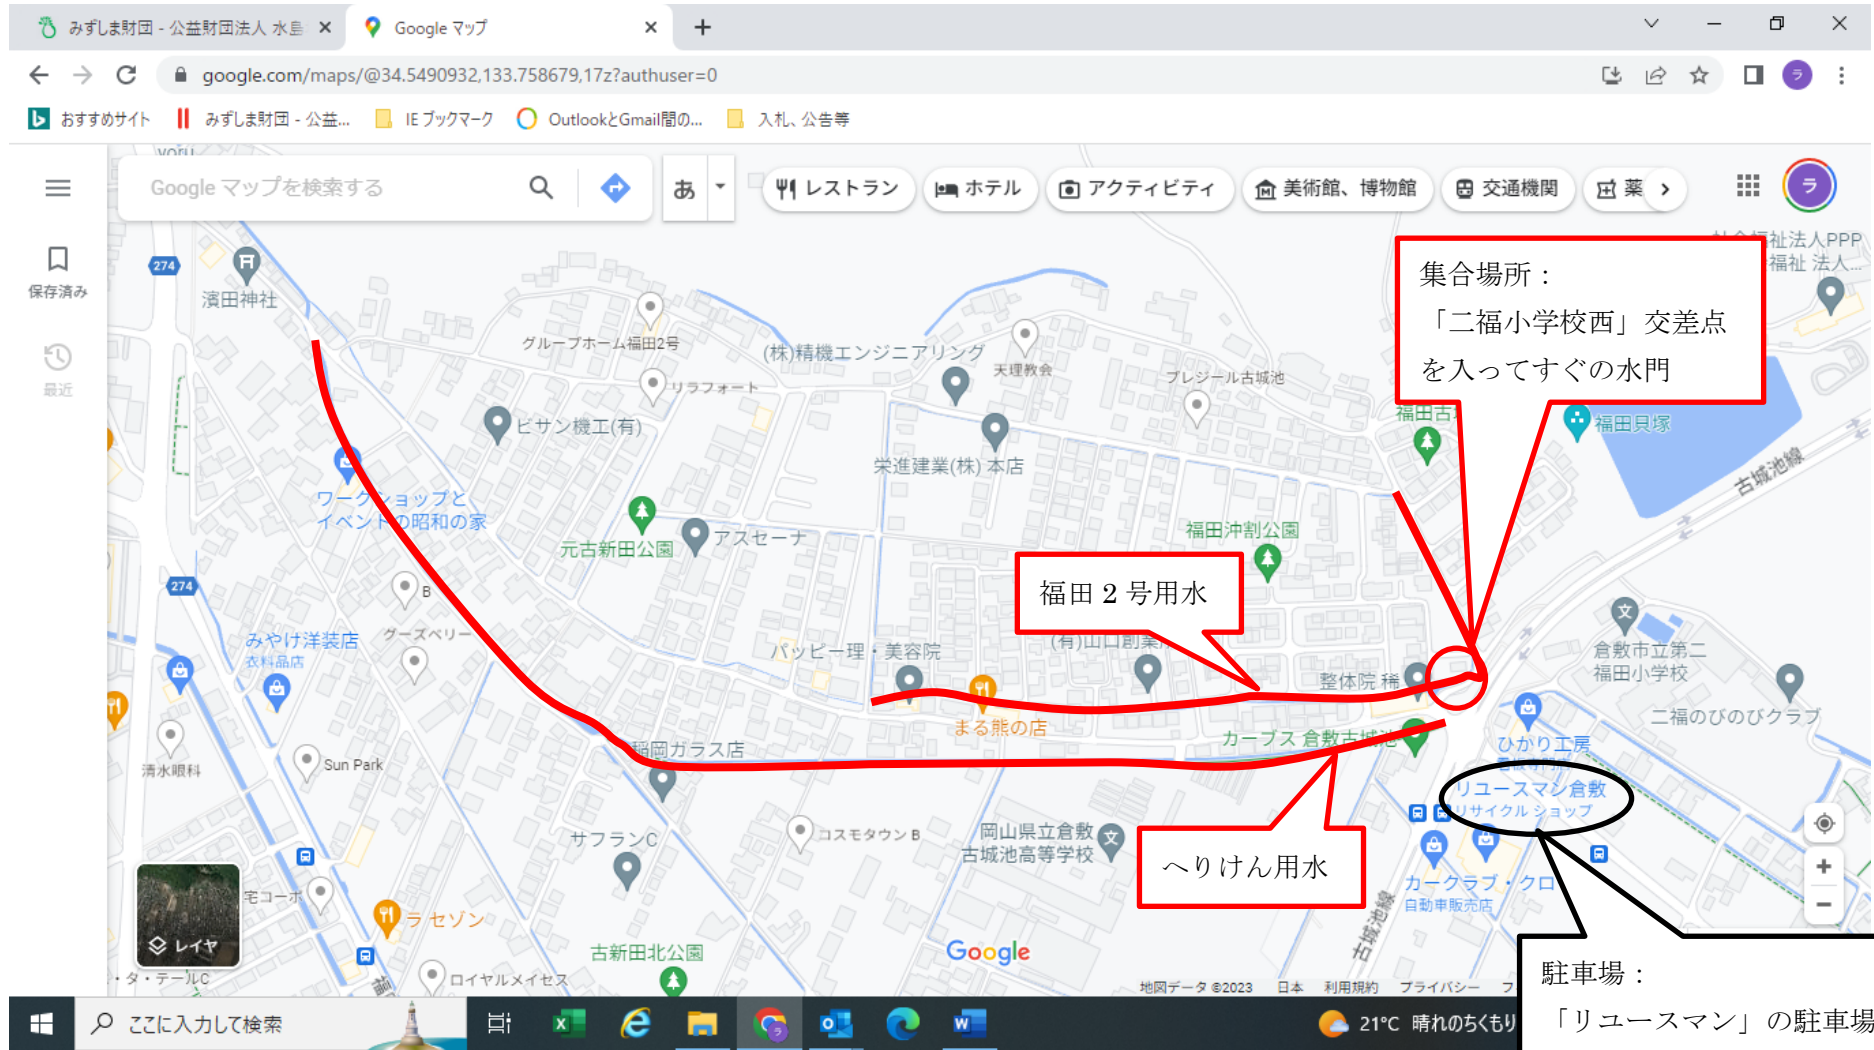 みずしま財団 - 公益財団法人 水島
Google マップ
google.com/maps/@34.5490932,133.758679,17z?authuser=0
おすすめサイト
みずしま財団 - 公益...
IE ブックマーク
OutlookとGmail間の...
入札、公告等
Google マップを検索する
あ
レストラン
ホテル
アクティビティ
美術館、博物館
交通機関
薬
ラ
保存済み
最近
yoru
274
濱田神社
グループホーム福田2号
(株)精機エンジニアリング
天理教会
リラフォート
プレジール古城池
集合場所：
「二福小学校西」交差点
を入ってすぐの水門
福田貝塚
古城池線
ビサン機工(有)
栄進建業(株) 本店
ワークショップと
イベントの昭和の家
元古新田公園
アスセーナ
福田沖割公園
福田２号用水
274
B
グーズベリー
みやけ洋装店
衣料品店
パッピー理・美容院
整体院 稀
倉敷市立第二
福田小学校
まる熊の店
カーブス 倉敷古城池
二福のびのびクラブ
ひかり工房
稲岡ガラス店
清水眼科
Sun Park
リユースマン倉敷
リサイクル ショップ
サフランC
コスモタウン B
岡山県立倉敷
古城池高等学校
へりけん用水
カークラブ・クロ
自動車販売店
古城池線
宅コーポ
ラ セゾン
レイヤ
古新田北公園
Google
・タ・テールC
ロイヤルメイセス
地図データ ©2023
日本
利用規約
プライバシー
駐車場：
「リユースマン」の駐車場
ここに入力して検索
21°C 晴れのちくもり